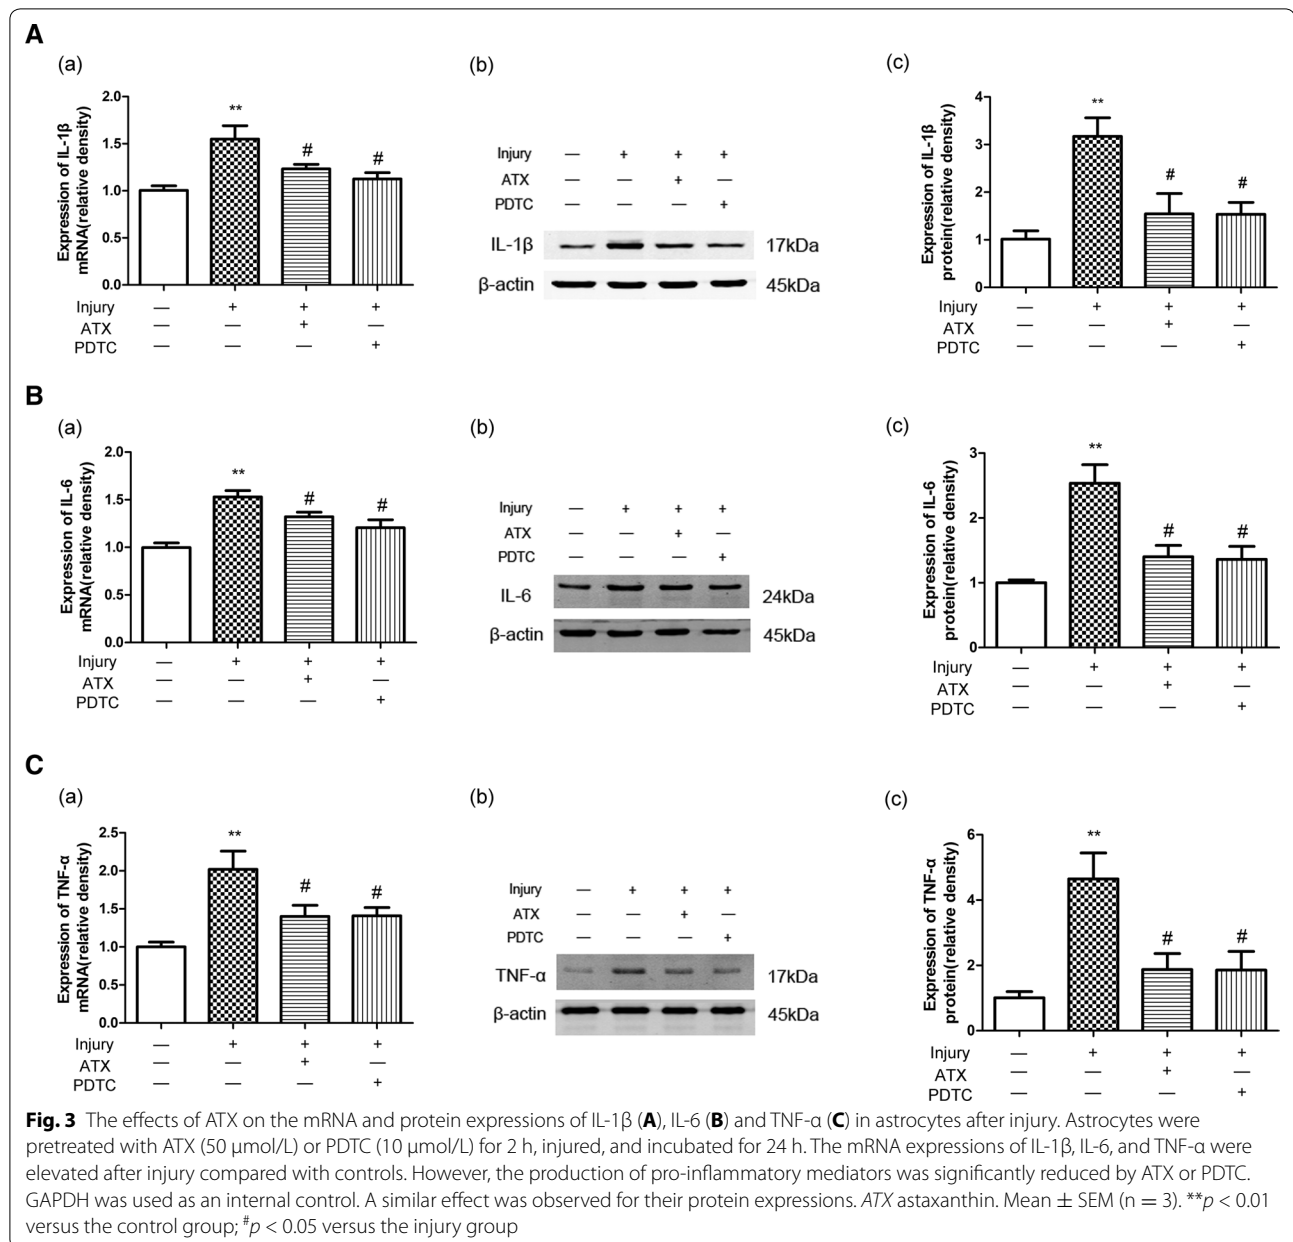 A
(a)
Expression of IL-1β
mRNA(relative density)
2.0
1.5
1.0
0.5
0.0
**
#
#
Injury — + + +
ATX — — + —
PDTC — — — +
(b)
Injury — + + +
ATX — — + —
PDTC — — — +
IL-1β 17kDa
β-actin 45kDa
(c)
Expression of IL-1β
protein(relative density)
4
3
2
1
0
**
#
#
Injury — + + +
ATX — — + —
PDTC — — — +
B
(a)
Expression of IL-6
mRNA(relative density)
2.0
1.5
1.0
0.5
0.0
**
#
#
Injury — + + +
ATX — — + —
PDTC — — — +
(b)
Injury — + + +
ATX — — + —
PDTC — — — +
IL-6 24kDa
β-actin 45kDa
(c)
Expression of IL-6
protein(relative density)
3
2
1
0
**
#
#
Injury — + + +
ATX — — + —
PDTC — — — +
C
(a)
Expression of TNF-α
mRNA(relative density)
2.5
2.0
1.5
1.0
0.5
0.0
**
#
#
Injury — + + +
ATX — — + —
PDTC — — — +
(b)
Injury — + + +
ATX — — + —
PDTC — — — +
TNF-α 17kDa
β-actin 45kDa
(c)
Expression of TNF-α
protein(relative density)
6
4
2
0
**
#
#
Injury — + + +
ATX — — + —
PDTC — — — +
Fig. 3 The effects of ATX on the mRNA and protein expressions of IL-1β (A), IL-6 (B) and TNF-α (C) in astrocytes after injury. Astrocytes were
pretreated with ATX (50 μmol/L) or PDTC (10 μmol/L) for 2 h, injured, and incubated for 24 h. The mRNA expressions of IL-1β, IL-6, and TNF-α were
elevated after injury compared with controls. However, the production of pro-inflammatory mediators was significantly reduced by ATX or PDTC.
GAPDH was used as an internal control. A similar effect was observed for their protein expressions. ATX astaxanthin. Mean ± SEM (n = 3). **p < 0.01
versus the control group; #p < 0.05 versus the injury group